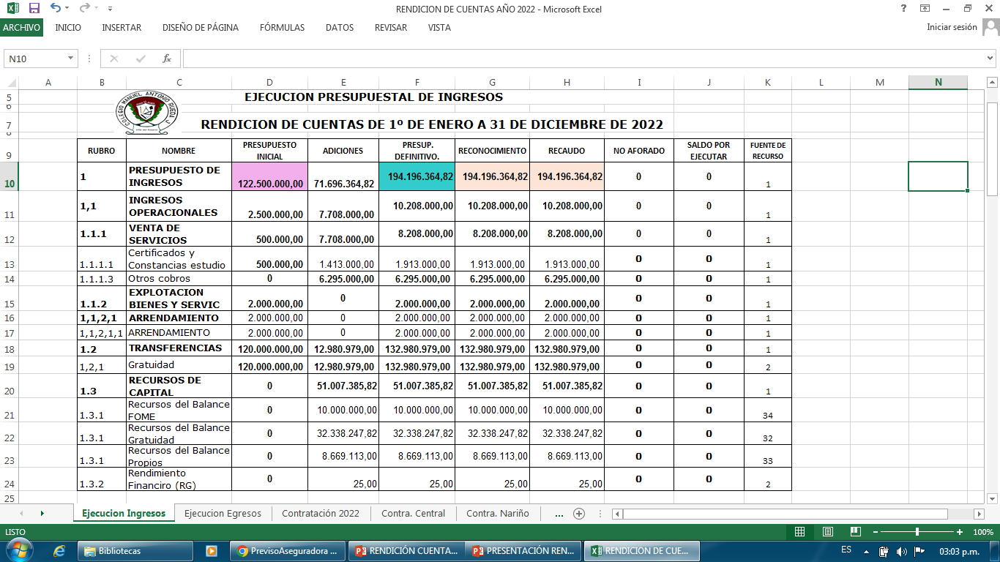 RENDICION DE CUENTAS AÑO 2022 - Microsoft Excel
ARCHIVO INICIO INSERTAR DISEÑO DE PÁGINA FÓRMULAS DATOS REVISAR VISTA Iniciar sesión
N10 fx
A B C D E F G H I J K L M N
5 EJECUCION PRESUPUESTAL DE INGRESOS
6
COLEGIO MANUEL ANTONIO RUEDA J
7 RENDICION DE CUENTAS DE 1º DE ENERO A 31 DE DICIEMBRE DE 2022
8
9 RUBRO NOMBRE PRESUPUESTO INICIAL ADICIONES PRESUP. DEFINITIVO. RECONOCIMIENTO RECAUDO NO AFORADO SALDO POR EJECUTAR FUENTE DE RECURSO
10 1 PRESUPUESTO DE INGRESOS 122.500.000,00 71.696.364,82 194.196.364,82 194.196.364,82 194.196.364,82 0 0 1
11 1,1 INGRESOS OPERACIONALES 2.500.000,00 7.708.000,00 10.208.000,00 10.208.000,00 10.208.000,00 0 0 1
12 1.1.1 VENTA DE SERVICIOS 500.000,00 7.708.000,00 8.208.000,00 8.208.000,00 8.208.000,00 0 0 1
13 1.1.1.1 Certificados y Constancias estudio 500.000,00 1.413.000,00 1.913.000,00 1.913.000,00 1.913.000,00 0 0 1
14 1.1.1.3 Otros cobros 0 6.295.000,00 6.295.000,00 6.295.000,00 6.295.000,00 0 0 1
15 1.1.2 EXPLOTACION BIENES Y SERVIC 2.000.000,00 0 2.000.000,00 2.000.000,00 2.000.000,00 0 0 1
16 1,1,2,1 ARRENDAMIENTO 2.000.000,00 0 2.000.000,00 2.000.000,00 2.000.000,00 0 0 1
17 1,1,2,1,1 ARRENDAMIENTO 2.000.000,00 0 2.000.000,00 2.000.000,00 2.000.000,00 0 0 1
18 1.2 TRANSFERENCIAS 120.000.000,00 12.980.979,00 132.980.979,00 132.980.979,00 132.980.979,00 0 0 1
19 1,2,1 Gratuidad 120.000.000,00 12.980.979,00 132.980.979,00 132.980.979,00 132.980.979,00 0 0 2
20 1.3 RECURSOS DE CAPITAL 0 51.007.385,82 51.007.385,82 51.007.385,82 51.007.385,82 0 0 1
21 1.3.1 Recursos del Balance FOME 0 10.000.000,00 10.000.000,00 10.000.000,00 10.000.000,00 0 0 34
22 1.3.1 Recursos del Balance Gratuidad 0 32.338.247,82 32.338.247,82 32.338.247,82 32.338.247,82 0 0 32
23 1.3.1 Recursos del Balance Propios 0 8.669.113,00 8.669.113,00 8.669.113,00 8.669.113,00 0 0 33
24 1.3.2 Rendimiento Financiro (RG) 0 25,00 25,00 25,00 25,00 0 0 2
25
Ejecucion Ingresos Ejecucion Egresos Contratación 2022 Contra. Central Contra. Nariño ...
LISTO 100%
Bibliotecas PrevisoAseguradora ... RENDICIÓN CUENTA... PRESENTACIÓN REN... RENDICION DE CUE... ES 03:03 p.m.